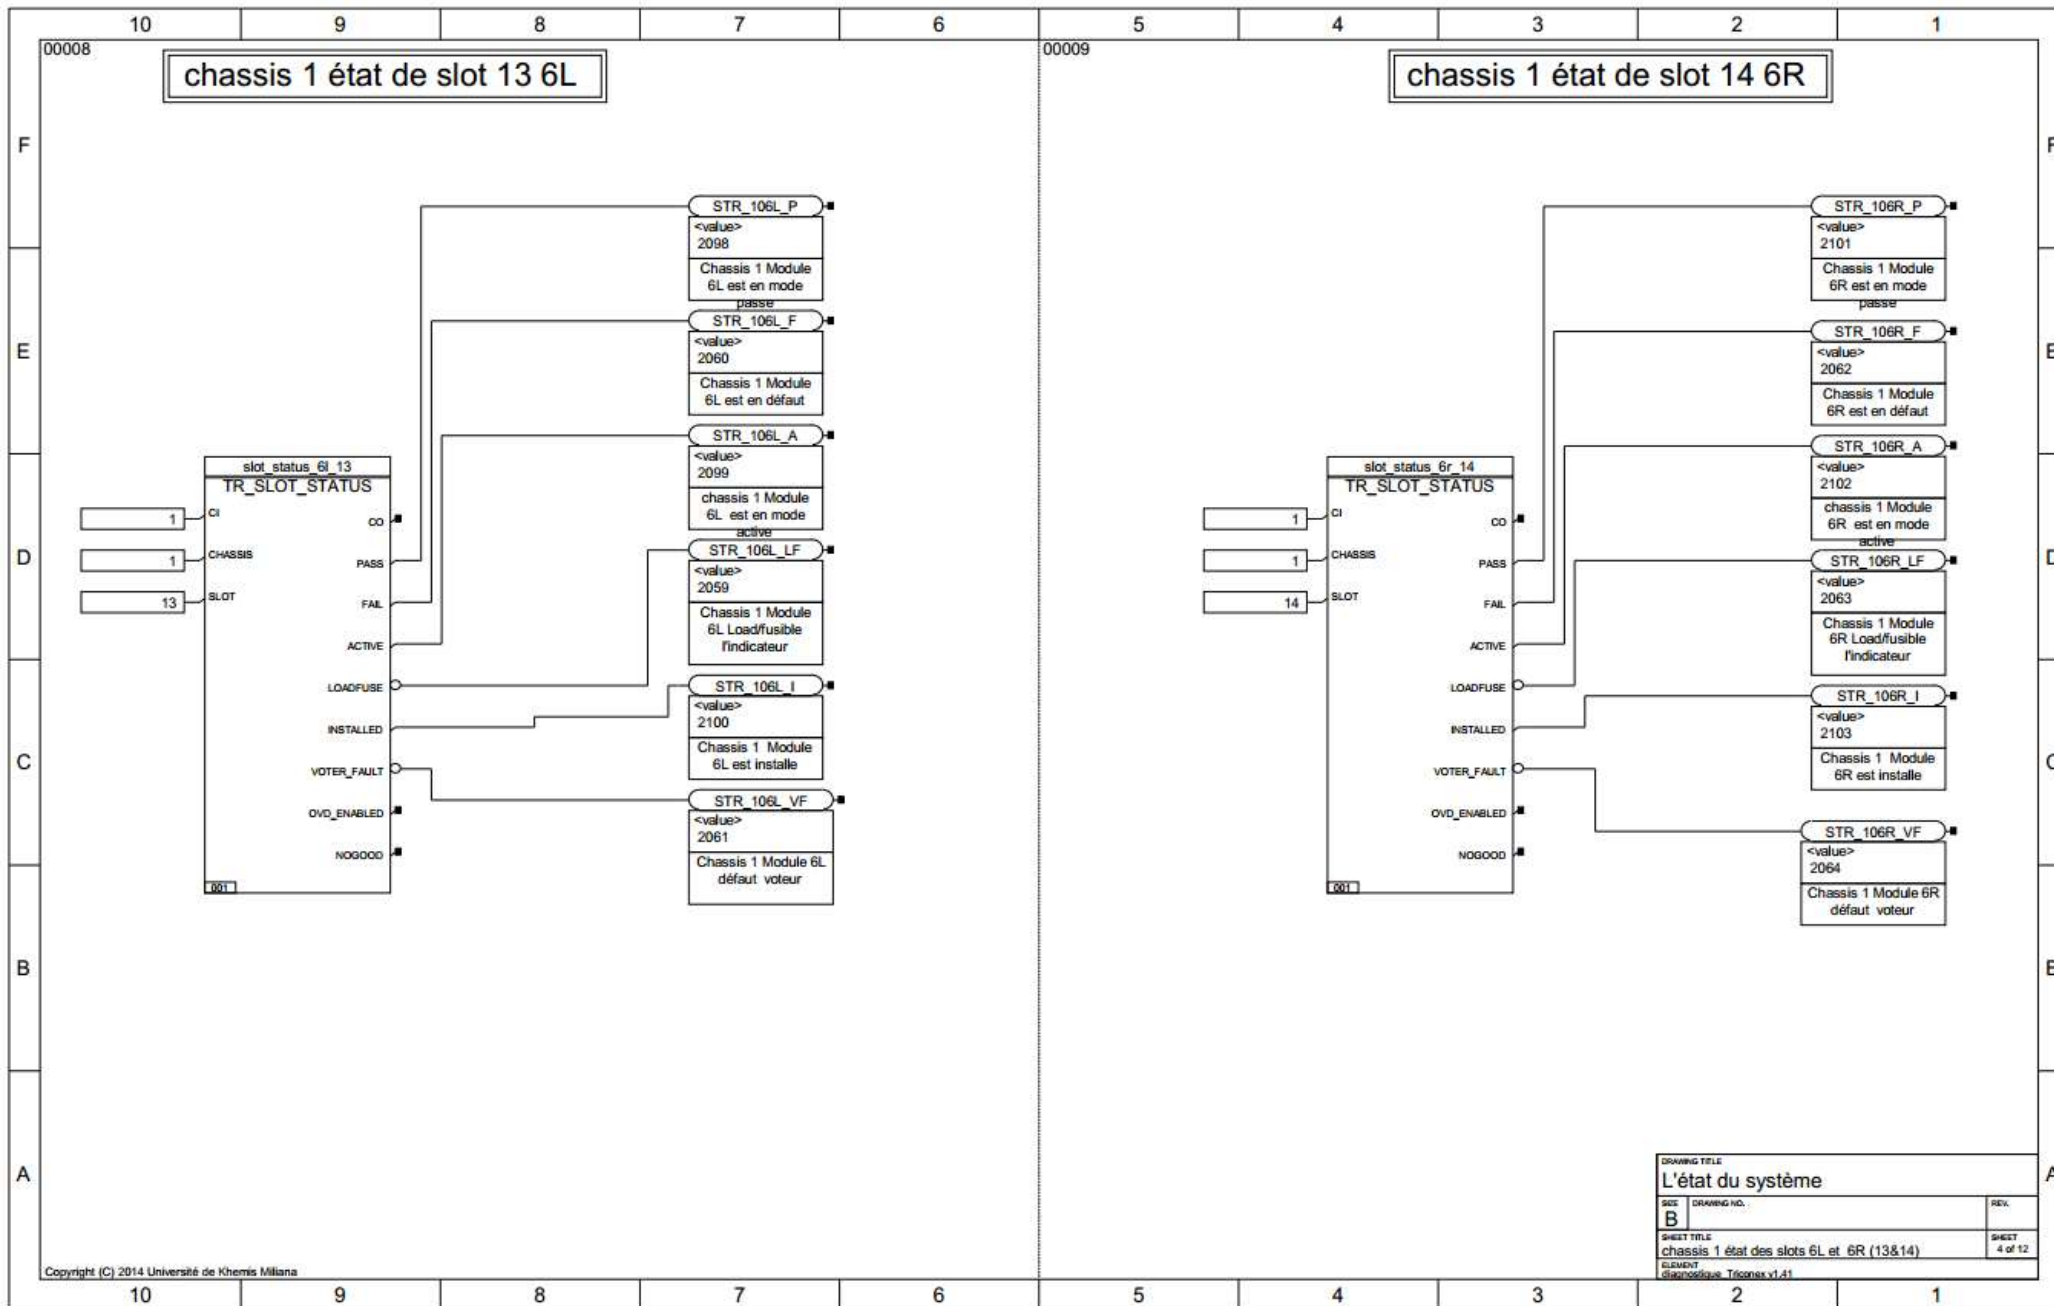 10 9 8 7 6 5 4 3 2 1
00008
chassis 1 état de slot 13 6L
00009
chassis 1 état de slot 14 6R
F
E
D
C
B
A
STR_106L_P
<value>
2098
Chassis 1 Module
6L est en mode
passe
STR_106L_F
<value>
2060
Chassis 1 Module
6L est en défaut
STR_106L_A
<value>
2099
chassis 1 Module
6L est en mode
active
STR_106L_LF
<value>
2059
Chassis 1 Module
6L Load/fusible
l'indicateur
STR_106L_I
<value>
2100
Chassis 1 Module
6L est installe
STR_106L_VF
<value>
2061
Chassis 1 Module 6L
défaut voteur
slot_status_6l_13
TR_SLOT_STATUS
1 CI
1 CHASSIS
13 SLOT
CO
PASS
FAIL
ACTIVE
LOADFUSE
INSTALLED
VOTER_FAULT
OVD_ENABLED
NOGOOD
001
STR_106R_P
<value>
2101
Chassis 1 Module
6R est en mode
passe
STR_106R_F
<value>
2062
Chassis 1 Module
6R est en défaut
STR_106R_A
<value>
2102
chassis 1 Module
6R est en mode
active
STR_106R_LF
<value>
2063
Chassis 1 Module
6R Load/fusible
l'indicateur
STR_106R_I
<value>
2103
Chassis 1 Module
6R est installe
STR_106R_VF
<value>
2064
Chassis 1 Module 6R
défaut voteur
slot_status_6r_14
TR_SLOT_STATUS
1 CI
1 CHASSIS
14 SLOT
CO
PASS
FAIL
ACTIVE
LOADFUSE
INSTALLED
VOTER_FAULT
OVD_ENABLED
NOGOOD
001
F
E
D
C
B
A
DRAWING TITLE
L'état du système
SIZE DRAWING NO. REV.
B
SHEET TITLE SHEET
chassis 1 état des slots 6L et 6R (13&14) 4 of 12
ELEMENT
diagnostique_Triconex v1.41
Copyright (C) 2014 Université de Khemis Miliana
10 9 8 7 6 5 4 3 2 1